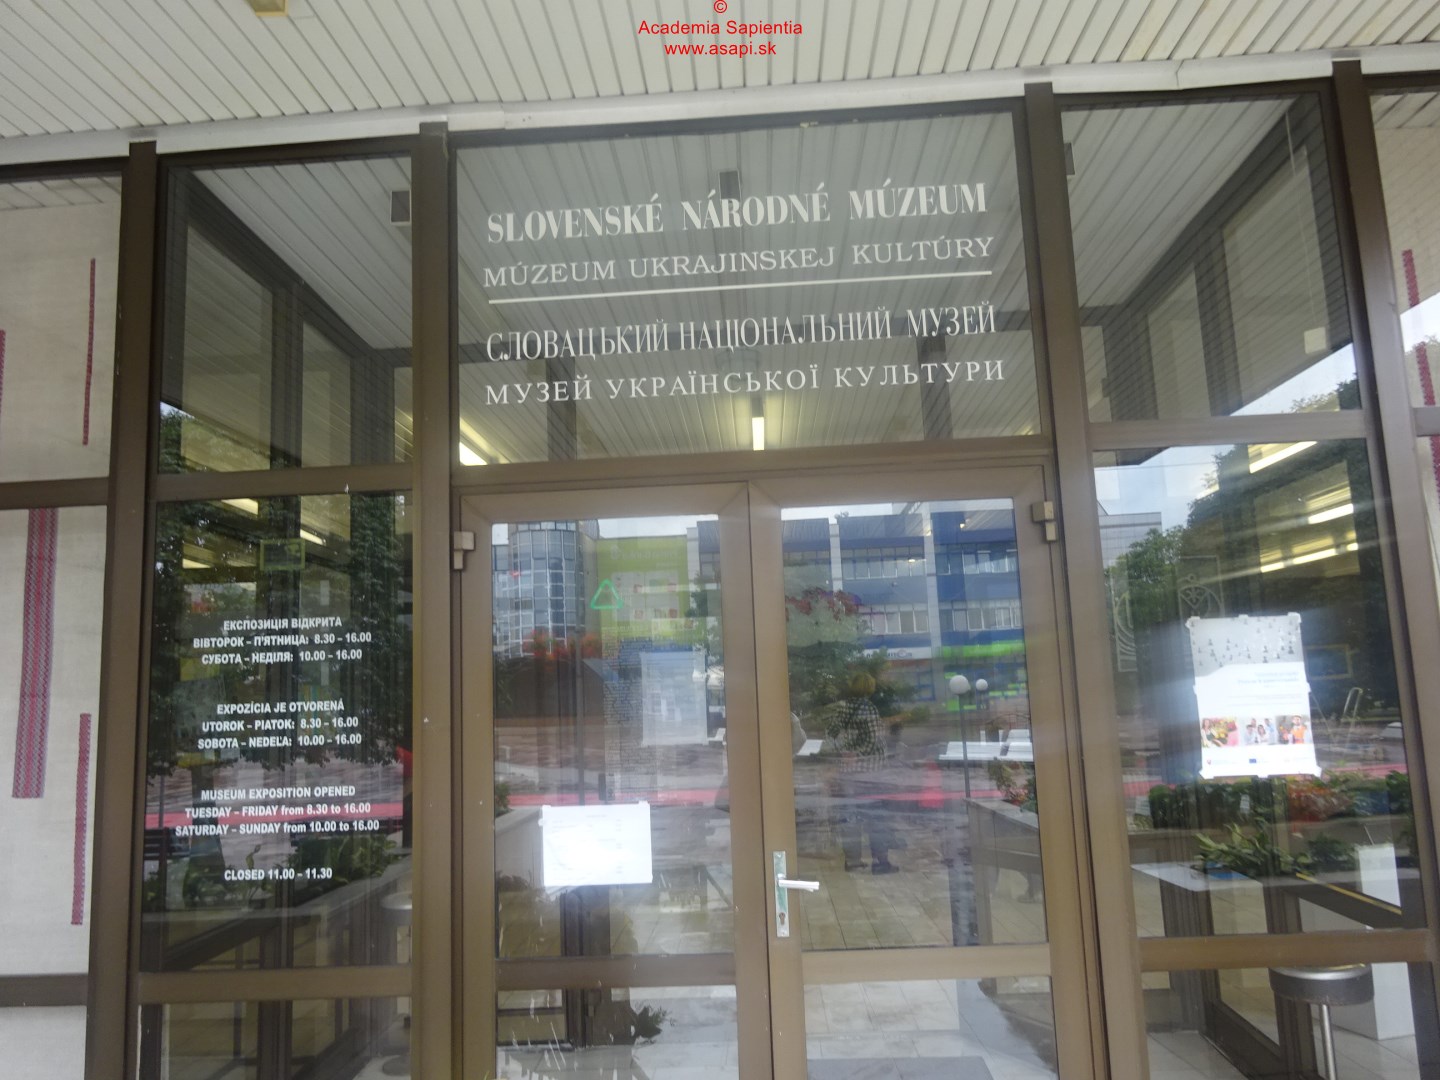 ©
Academia Sapientia
www.asapi.sk
SLOVENSKÉ NÁRODNÉ MÚZEUM
MÚZEUM UKRAJINSKEJ KULTÚRY
СЛОВАЦЬКИЙ НАЦІОНАЛЬНИЙ МУЗЕЙ
МУЗЕЙ УКРАЇНСЬКОЇ КУЛЬТУРИ
ЕКСПОЗИЦІЯ ВІДКРИТА
ВІВТОРОК – П'ЯТНИЦА: 8.30 – 16.00
СУБОТА – НЕДІЛЯ: 10.00 – 16.00
EXPOZÍCIA JE OTVORENÁ
UTOROK – PIATOK: 8.30 – 16.00
SOBOTA – NEDEĽA: 10.00 – 16.00
MUSEUM EXPOSITION OPENED
TUESDAY – FRIDAY from 8.30 to 16.00
SATURDAY – SUNDAY from 10.00 to 16.00
CLOSED 11.00 – 11.30